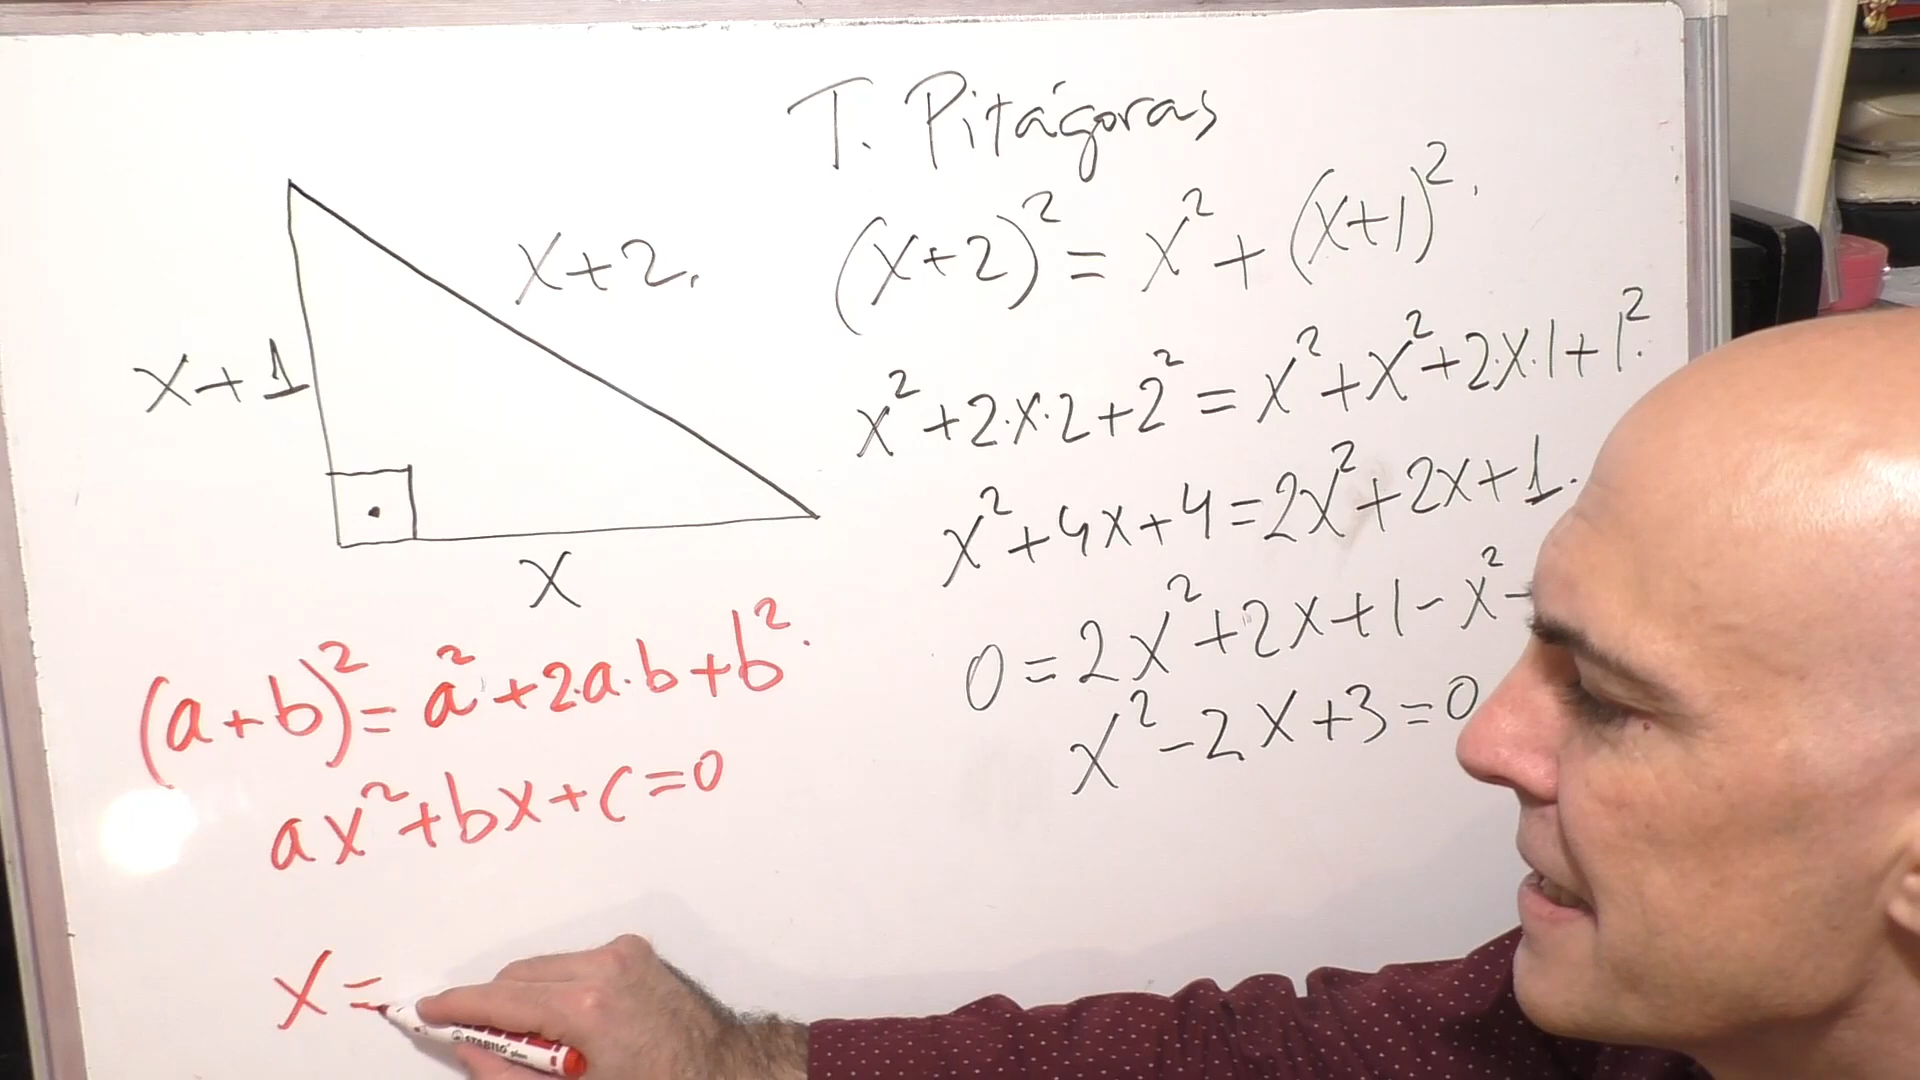 T. Pitágoras
x+2.
(x+2)² = x² + (x+1)².
x+1
x²+2·x·2+2² = x²+x²+2·x·1+1².
x²+4x+4=2x²+2x+1.
x
0=2x²+2x+1-x²-
x²-2x+3=0
(a+b)²=a²+2·a·b+b².
ax²+bx+c=0
x=
STABILO